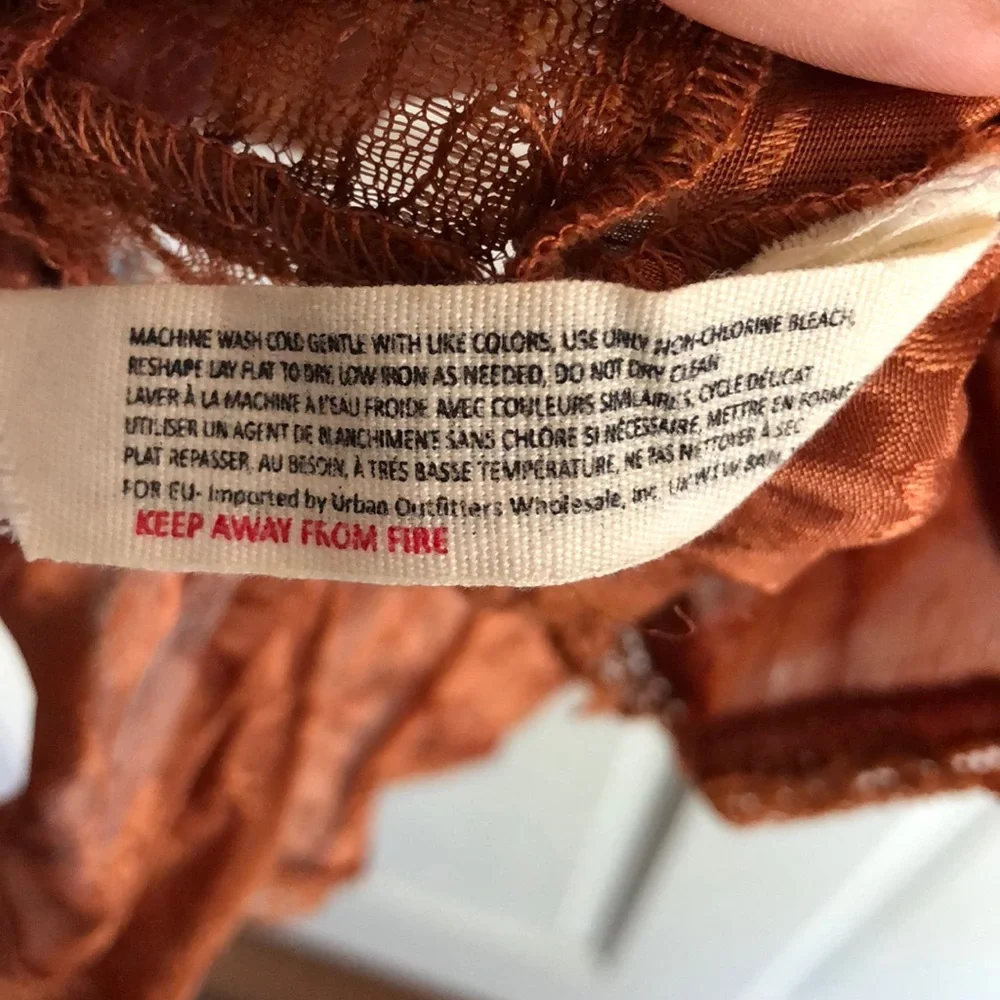 MACHINE WASH COLD GENTLE WITH LIKE COLORS, USE ONLY NON-CHLORINE BLEACH,
RESHAPE LAY FLAT TO DRY, LOW IRON AS NEEDED, DO NOT DRY CLEAN
LAVER À LA MACHINE À L'EAU FROIDE AVEC COULEURS SIMILAIRES, CYCLE DÉLICAT
UTILISER UN AGENT DE BLANCHIMENT SANS CHLORE SI NÉCESSAIRE, METTRE EN FORME
PLAT REPASSER, AU BESOIN, À TRÈS BASSE TEMPÉRATURE, NE PAS NETTOYER À SEC
FOR EU- Imported by Urban Outfitters Wholesale, Inc. UK W1W
KEEP AWAY FROM FIRE